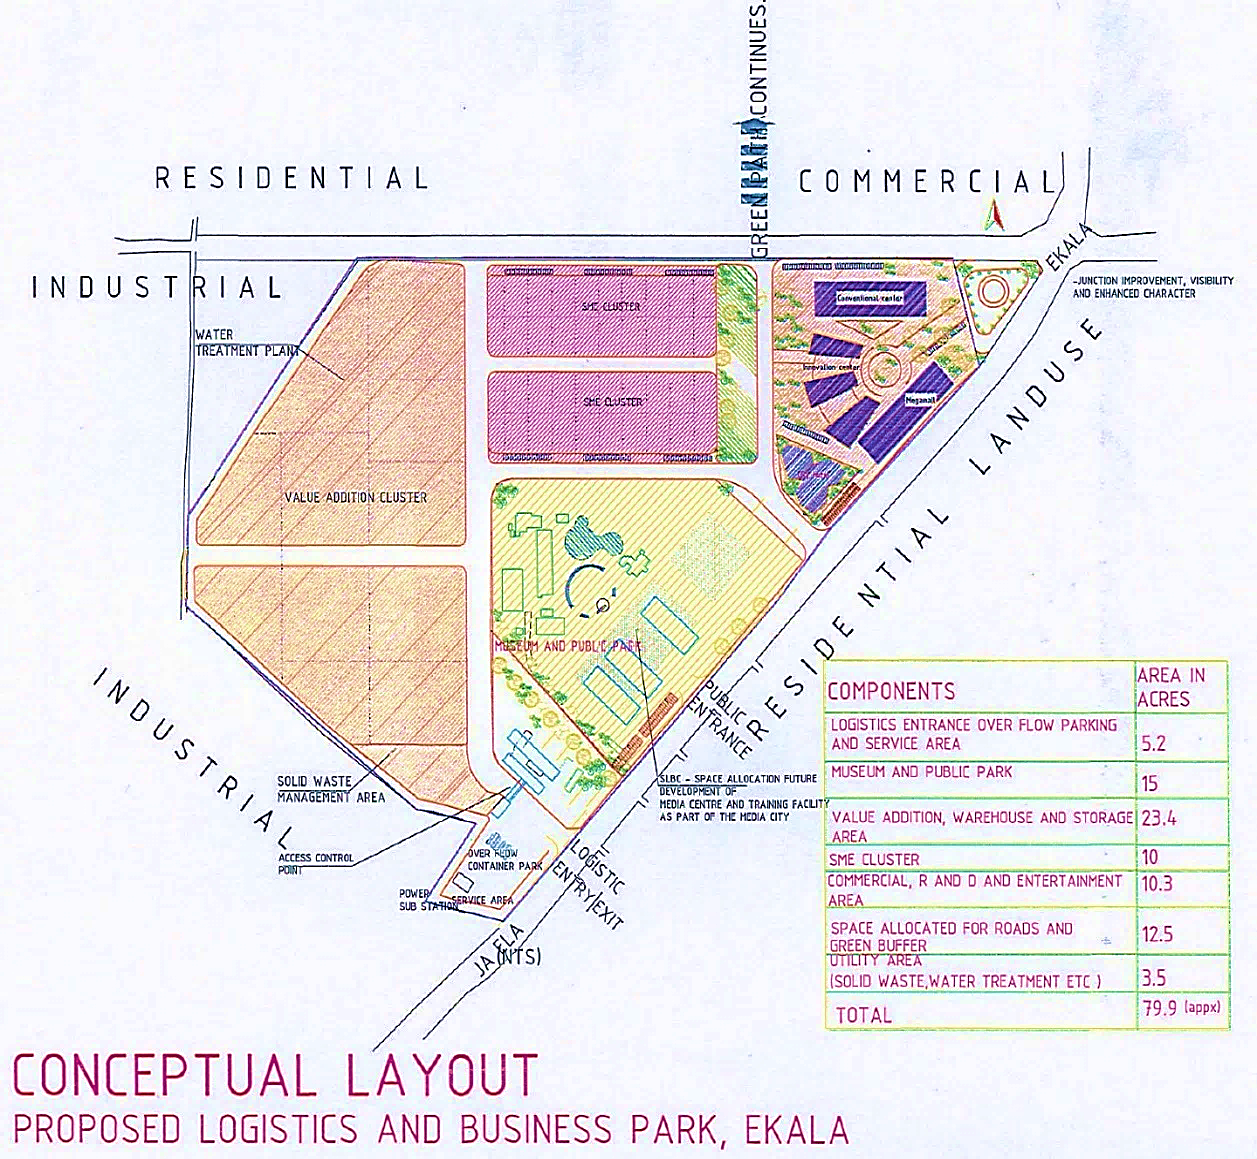 GREEN PATH CONTINUES.
RESIDENTIAL
COMMERCIAL
EKALA
INDUSTRIAL
-JUNCTION IMPROVEMENT, VISIBILITY
AND ENHANCED CHARACTER
WATER
TREATMENT PLANT
SME CLUSTER
Conventional center
Innovation center
Megamall
SME CLUSTER
VALUE ADDITION CLUSTER
RESIDENTIAL LANDUSE
MUSEUM AND PUBLIC PARK
PUBLIC
ENTRANCE
INDUSTRIAL
SOLID WASTE
MANAGEMENT AREA
SLBC - SPACE ALLOCATION FUTURE
DEVELOPMENT OF
MEDIA CENTRE AND TRAINING FACILITY
AS PART OF THE MEDIA CITY
ACCESS CONTROL
POINT
OVER FLOW
CONTAINER PARK
LOGISTIC
ENTRY/EXIT
POWER
SUB STATION
SERVICE AREA
JA ELA
(NTS)
COMPONENTS
AREA IN
ACRES
LOGISTICS ENTRANCE OVER FLOW PARKING
AND SERVICE AREA
5.2
MUSEUM AND PUBLIC PARK
15
VALUE ADDITION, WAREHOUSE AND STORAGE
AREA
23.4
SME CLUSTER
10
COMMERCIAL, R AND D AND ENTERTAINMENT
AREA
10.3
SPACE ALLOCATED FOR ROADS AND
GREEN BUFFER
12.5
UTILITY AREA
(SOLID WASTE,WATER TREATMENT ETC )
3.5
TOTAL
79.9 (appx)
CONCEPTUAL LAYOUT
PROPOSED LOGISTICS AND BUSINESS PARK, EKALA